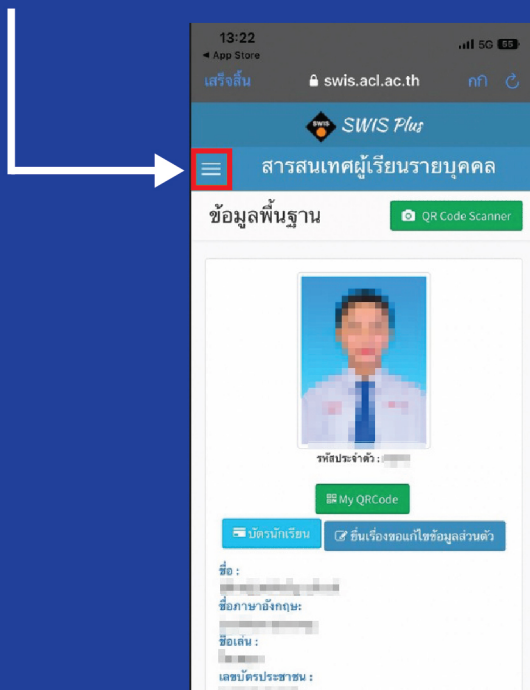 13:22
5G 55
◄ App Store
เสร็จสิ้น swis.acl.ac.th กก
SWIS SWIS Plus
สารสนเทศผู้เรียนรายบุคคล
ข้อมูลพื้นฐาน QR Code Scanner
รหัสประจำตัว :
My QRCode
บัตรนักเรียน ยื่นเรื่องขอแก้ไขข้อมูลส่วนตัว
ชื่อ :
ชื่อภาษาอังกฤษ:
ชื่อเล่น :
เลขบัตรประชาชน :